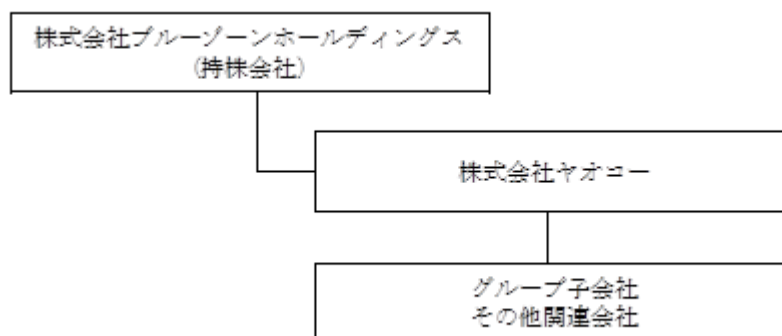 株式会社ブルーゾーンホールディングス
(持株会社)
株式会社ヤオコー
グループ子会社
その他関連会社